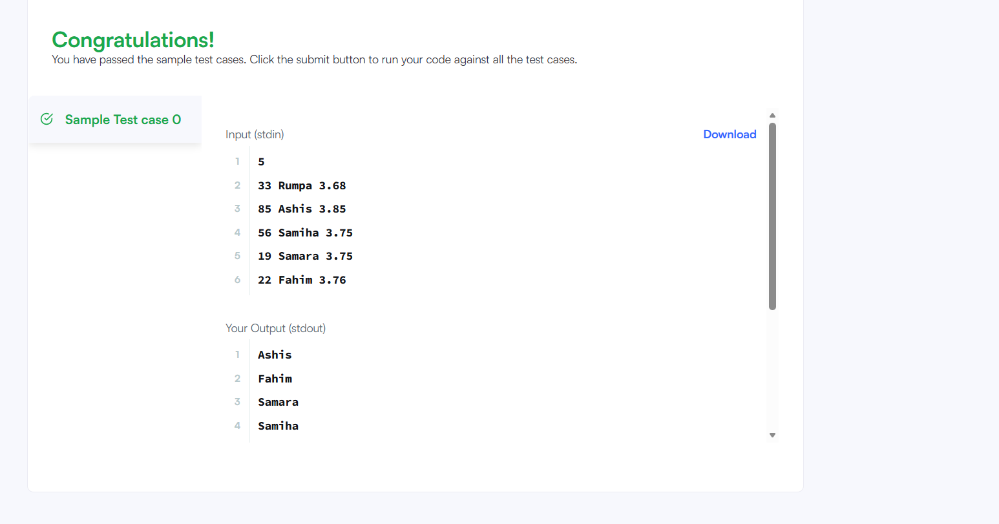 Congratulations!
You have passed the sample test cases. Click the submit button to run your code against all the test cases.
Sample Test case 0
Input (stdin)
Download
1 5
2 33 Rumpa 3.68
3 85 Ashis 3.85
4 56 Samiha 3.75
5 19 Samara 3.75
6 22 Fahim 3.76
Your Output (stdout)
1 Ashis
2 Fahim
3 Samara
4 Samiha